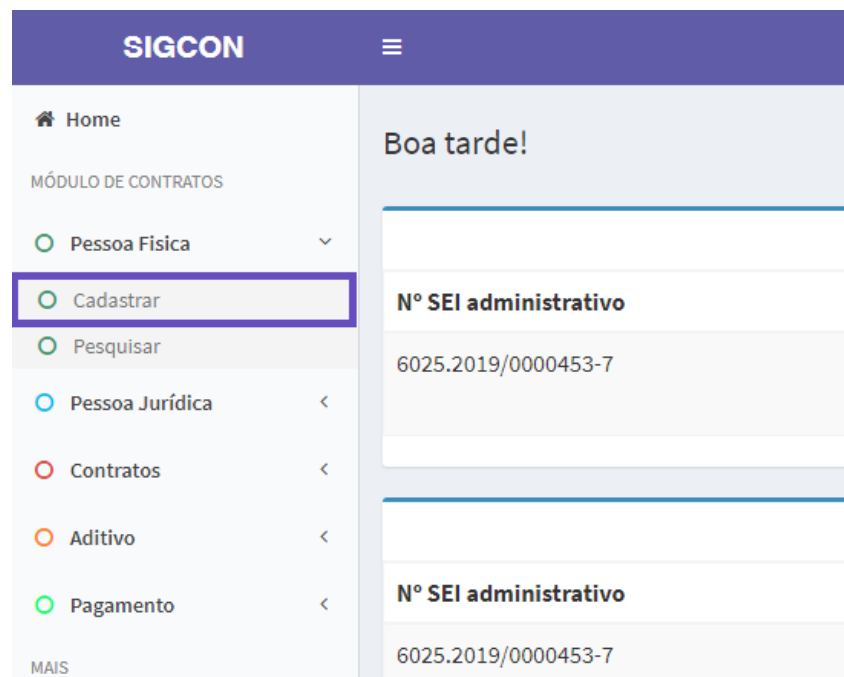 SIGCON
Home
MÓDULO DE CONTRATOS
Pessoa Fisica
Cadastrar
Pesquisar
Pessoa Jurídica
Contratos
Aditivo
Pagamento
MAIS
Boa tarde!
Nº SEI administrativo
6025.2019/0000453-7
Nº SEI administrativo
6025.2019/0000453-7